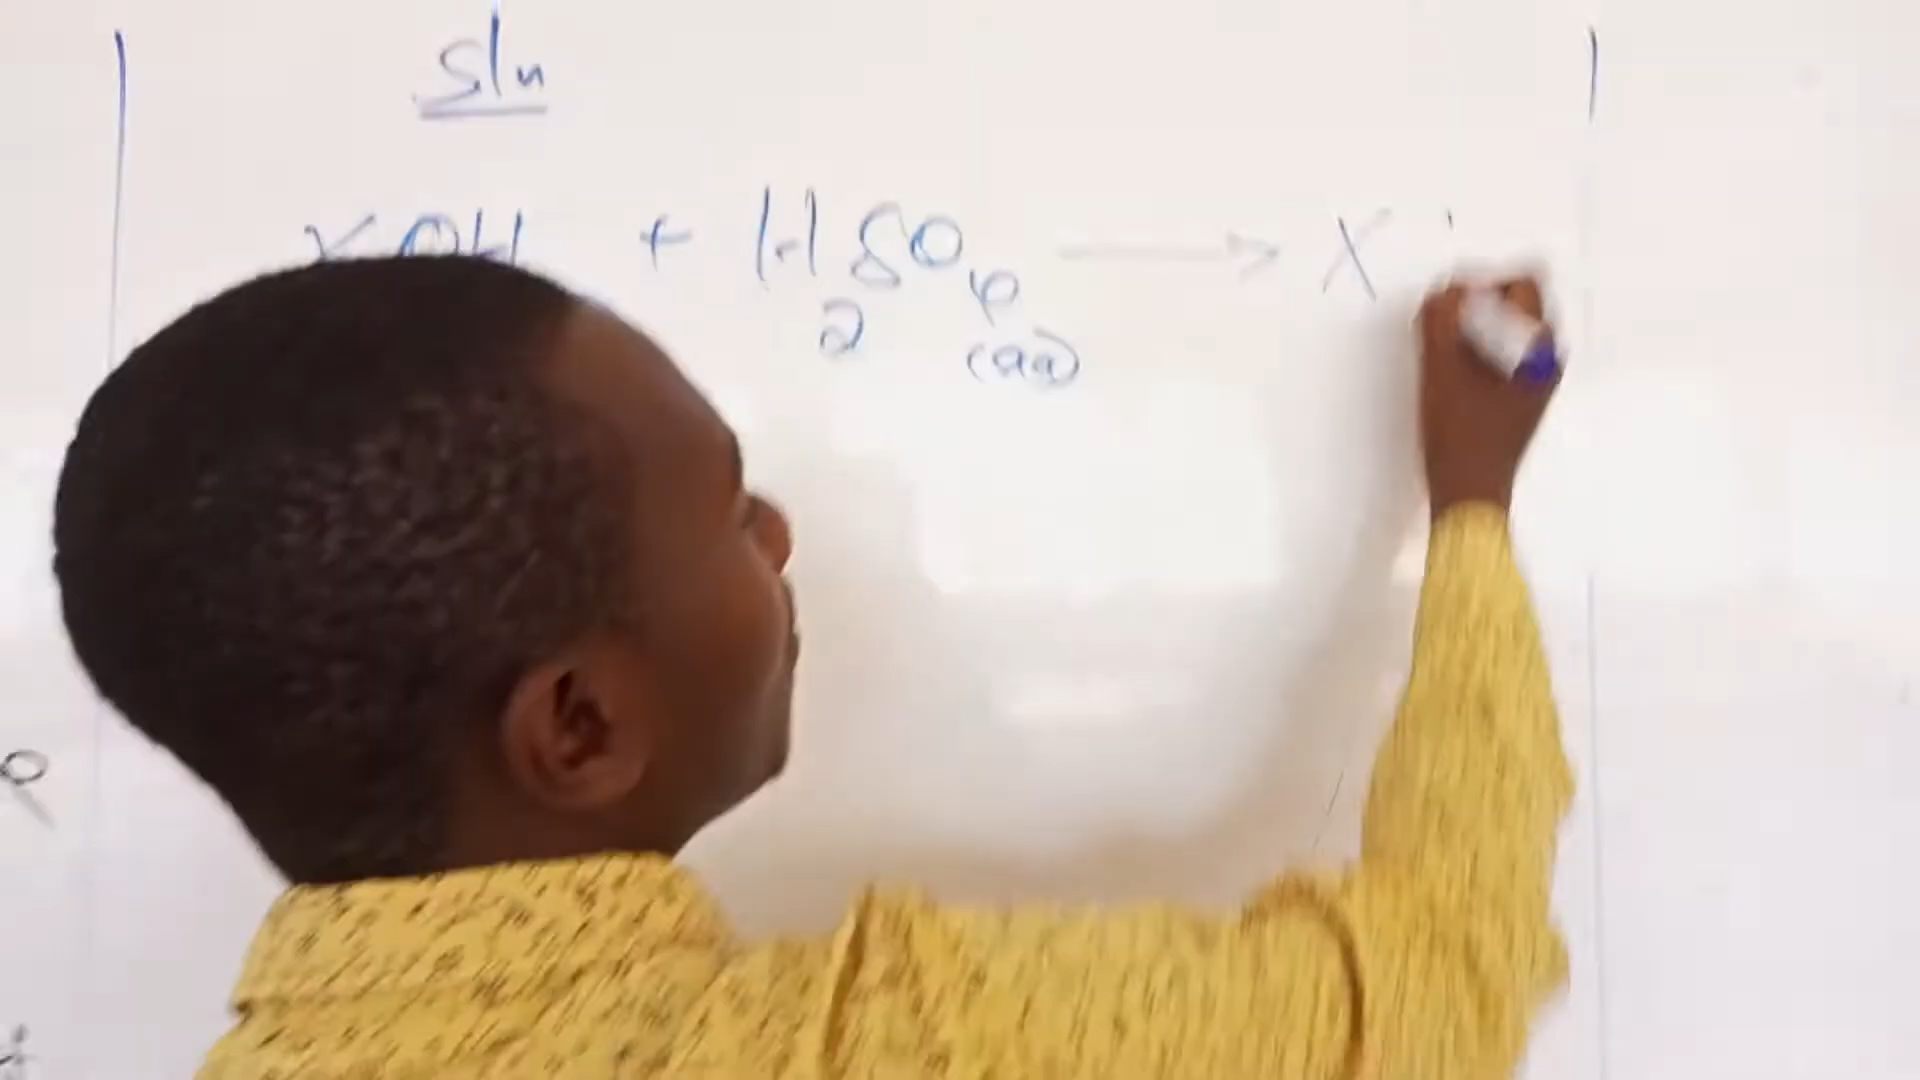 Sln
XOH + H2SO4(aq) → X